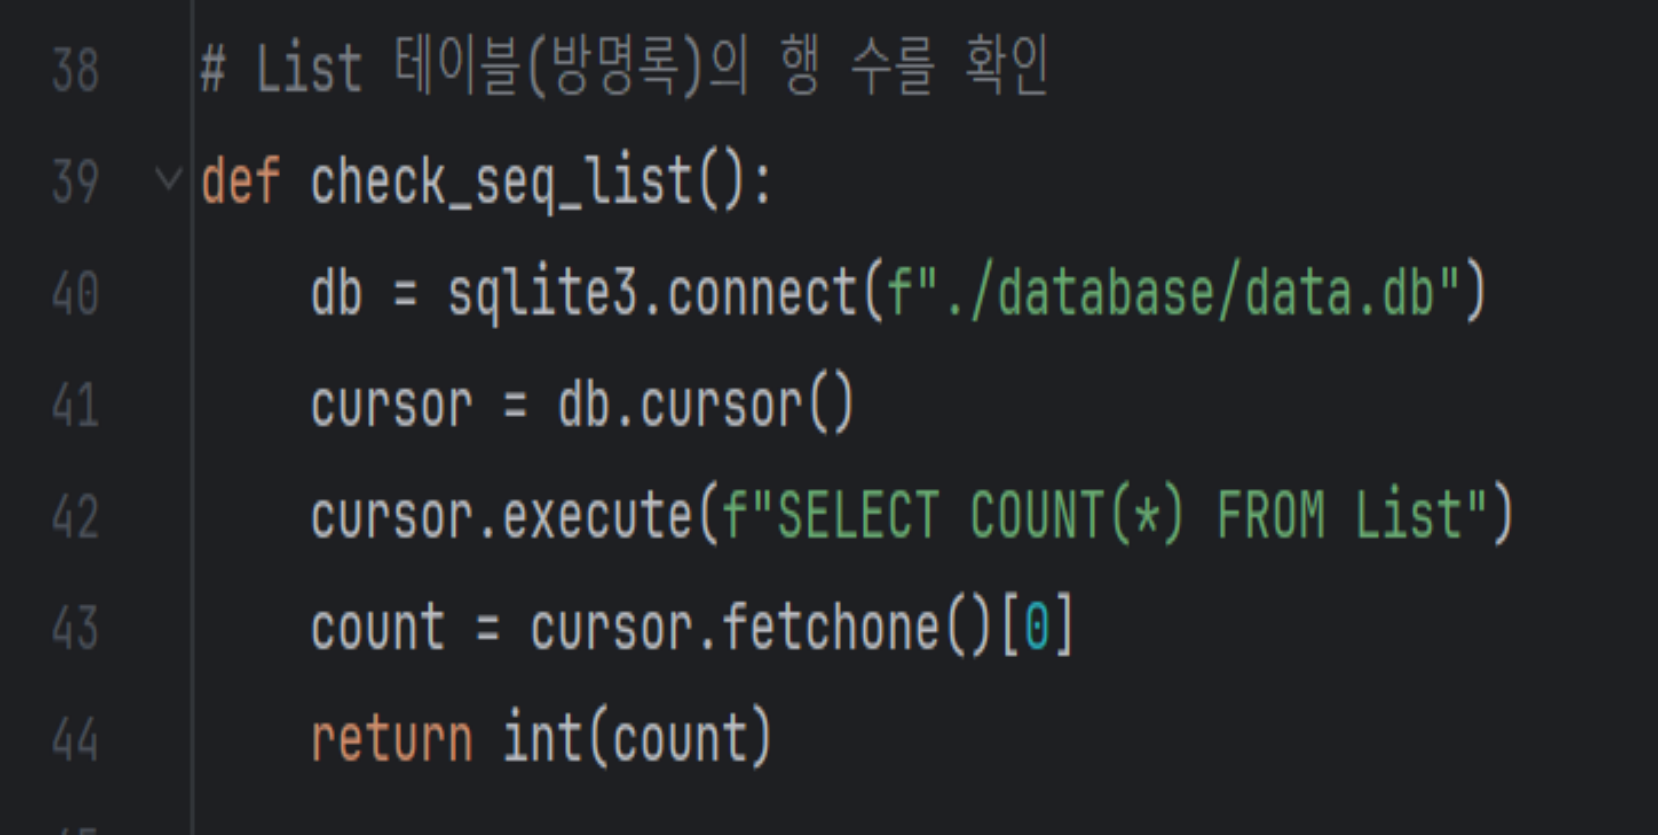 38 # List 테이블(방명록)의 행 수를 확인
39 def check_seq_list():
40     db = sqlite3.connect(f"./database/data.db")
41     cursor = db.cursor()
42     cursor.execute(f"SELECT COUNT(*) FROM List")
43     count = cursor.fetchone()[0]
44     return int(count)